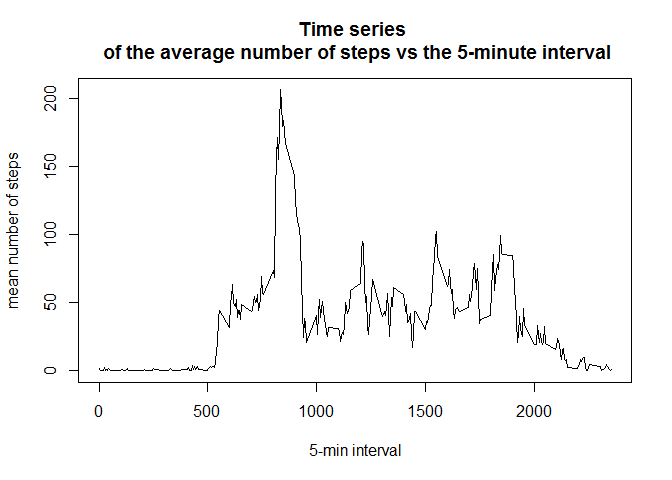 Time series
of the average number of steps vs the 5-minute interval
mean number of steps
200
150
100
50
0
0 500 1000 1500 2000
5-min interval